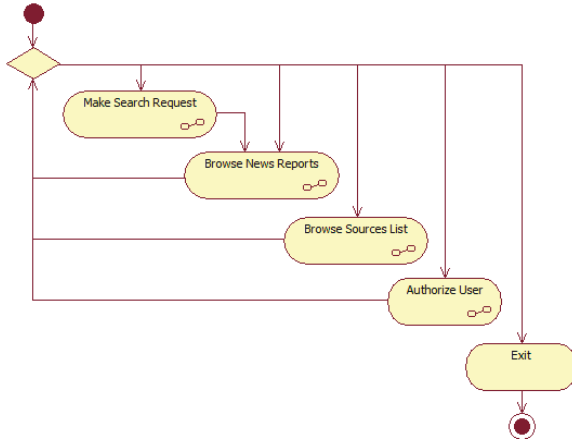 Make Search Request
Browse News Reports
Browse Sources List
Authorize User
Exit